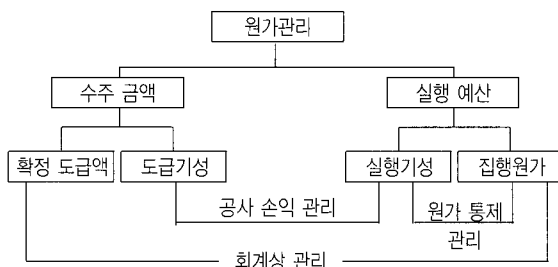 원가관리
수주 금액
실행 예산
확정 도급액
도급기성
실행기성
집행원가
공사 손익 관리
원가 통제
관리
회계상 관리